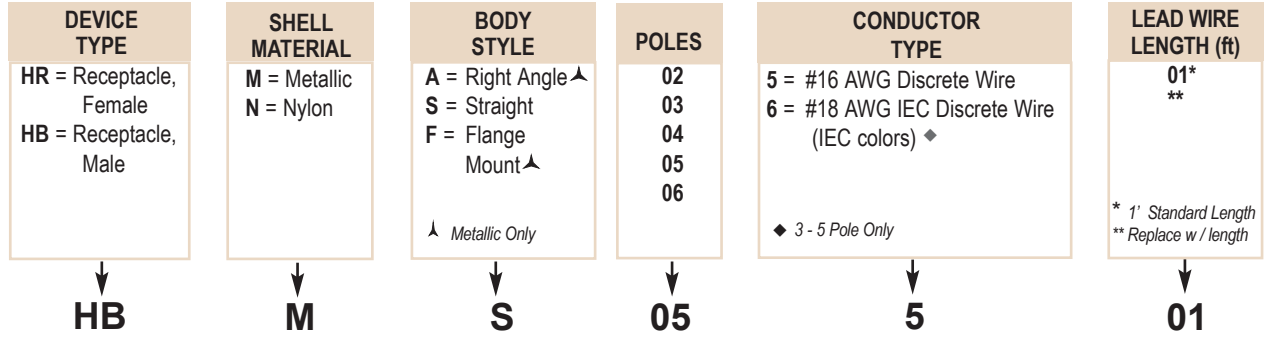 DEVICE
TYPE
HR = Receptacle,
Female
HB = Receptacle,
Male
HB
SHELL
MATERIAL
M = Metallic
N = Nylon
M
BODY
STYLE
A = Right Angle
S = Straight
F = Flange
Mount
Metallic Only
S
POLES
02
03
04
05
06
05
CONDUCTOR
TYPE
5 = #16 AWG Discrete Wire
6 = #18 AWG IEC Discrete Wire
(IEC colors) ◆
◆ 3 - 5 Pole Only
5
LEAD WIRE
LENGTH (ft)
01*
**
* 1' Standard Length
** Replace w / length
01